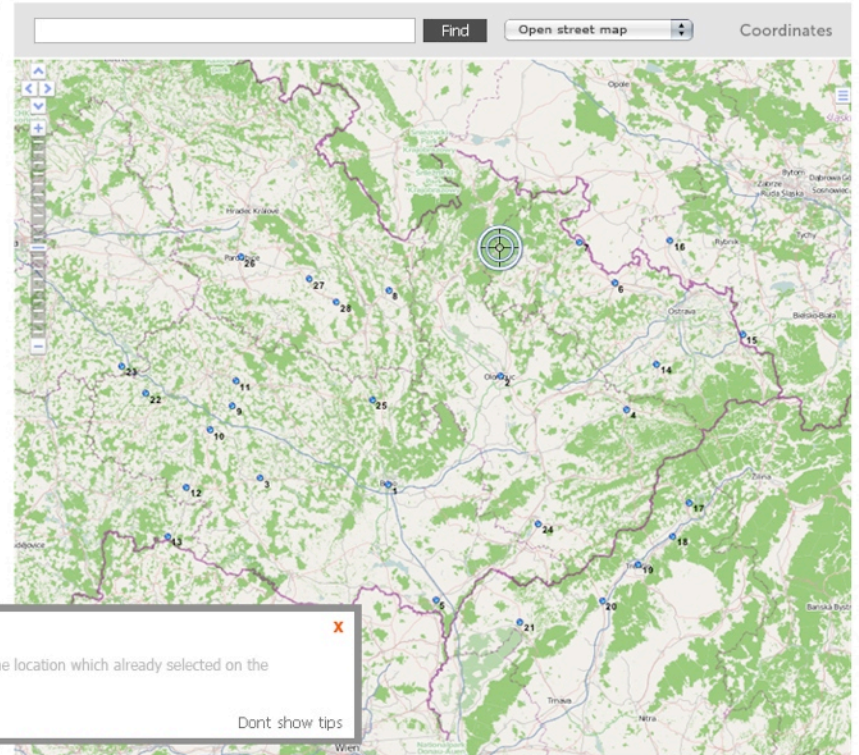 Find
Open street map
Coordinates
Opole
Bytom
Zabrze
Ruda Śląska
Sosnowiec
Hradec Králové
Tychy
Rybnik
7
16
26
27
8
28
6
Ostrava
Bielsko-Biała
15
23
14
11
22
2
9
25
4
10
3
Žilina
12
1
17
24
13
18
19
5
20
21
Banská Byst
x
e location which already selected on the
Trnava
Dont show tips
Nitra
Wien